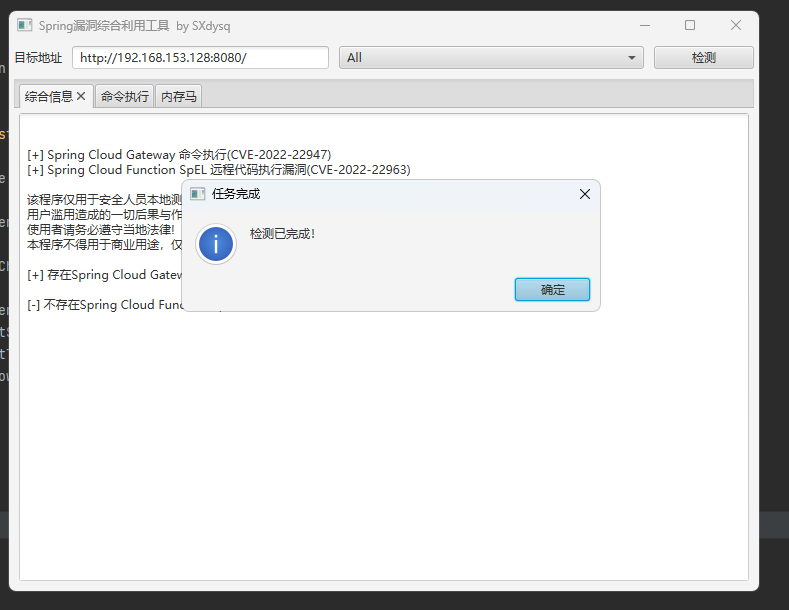 Spring漏洞综合利用工具 by SXdysq
目标地址 http://192.168.153.128:8080/ All 检测
综合信息 命令执行 内存马
[+] Spring Cloud Gateway 命令执行(CVE-2022-22947)
[+] Spring Cloud Function SpEL 远程代码执行漏洞(CVE-2022-22963)
该程序仅用于安全人员本地测
用户滥用造成的一切后果与作
使用者请务必遵守当地法律!
本程序不得用于商业用途,仅
[+] 存在Spring Cloud Gatew
[-] 不存在Spring Cloud Func
任务完成
检测已完成!
确定